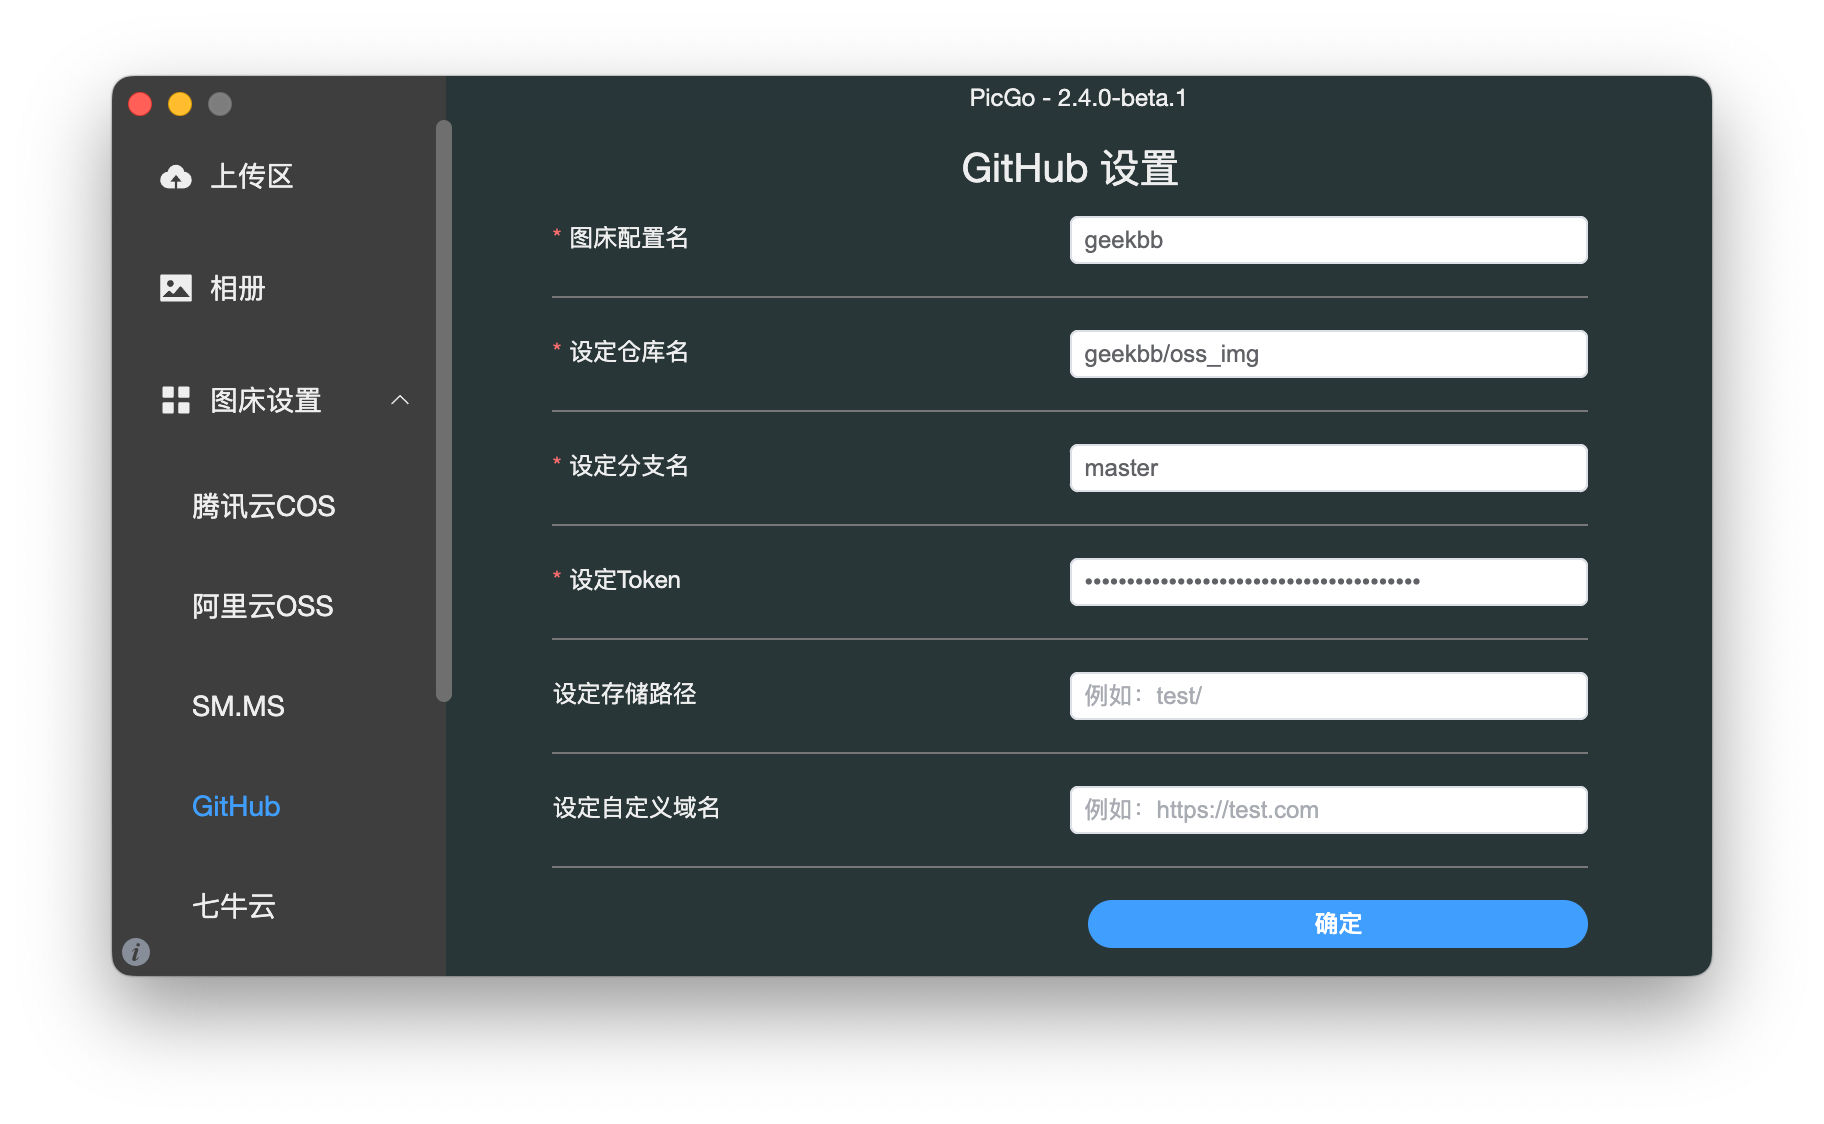 PicGo - 2.4.0-beta.1
上传区
相册
图床设置
腾讯云COS
阿里云OSS
SM.MS
GitHub
七牛云
GitHub 设置
* 图床配置名
geekbb
* 设定仓库名
geekbb/oss_img
* 设定分支名
master
* 设定Token
••••••••••••••••••••••••••••••••••••••••
设定存储路径
例如：test/
设定自定义域名
例如：https://test.com
确定